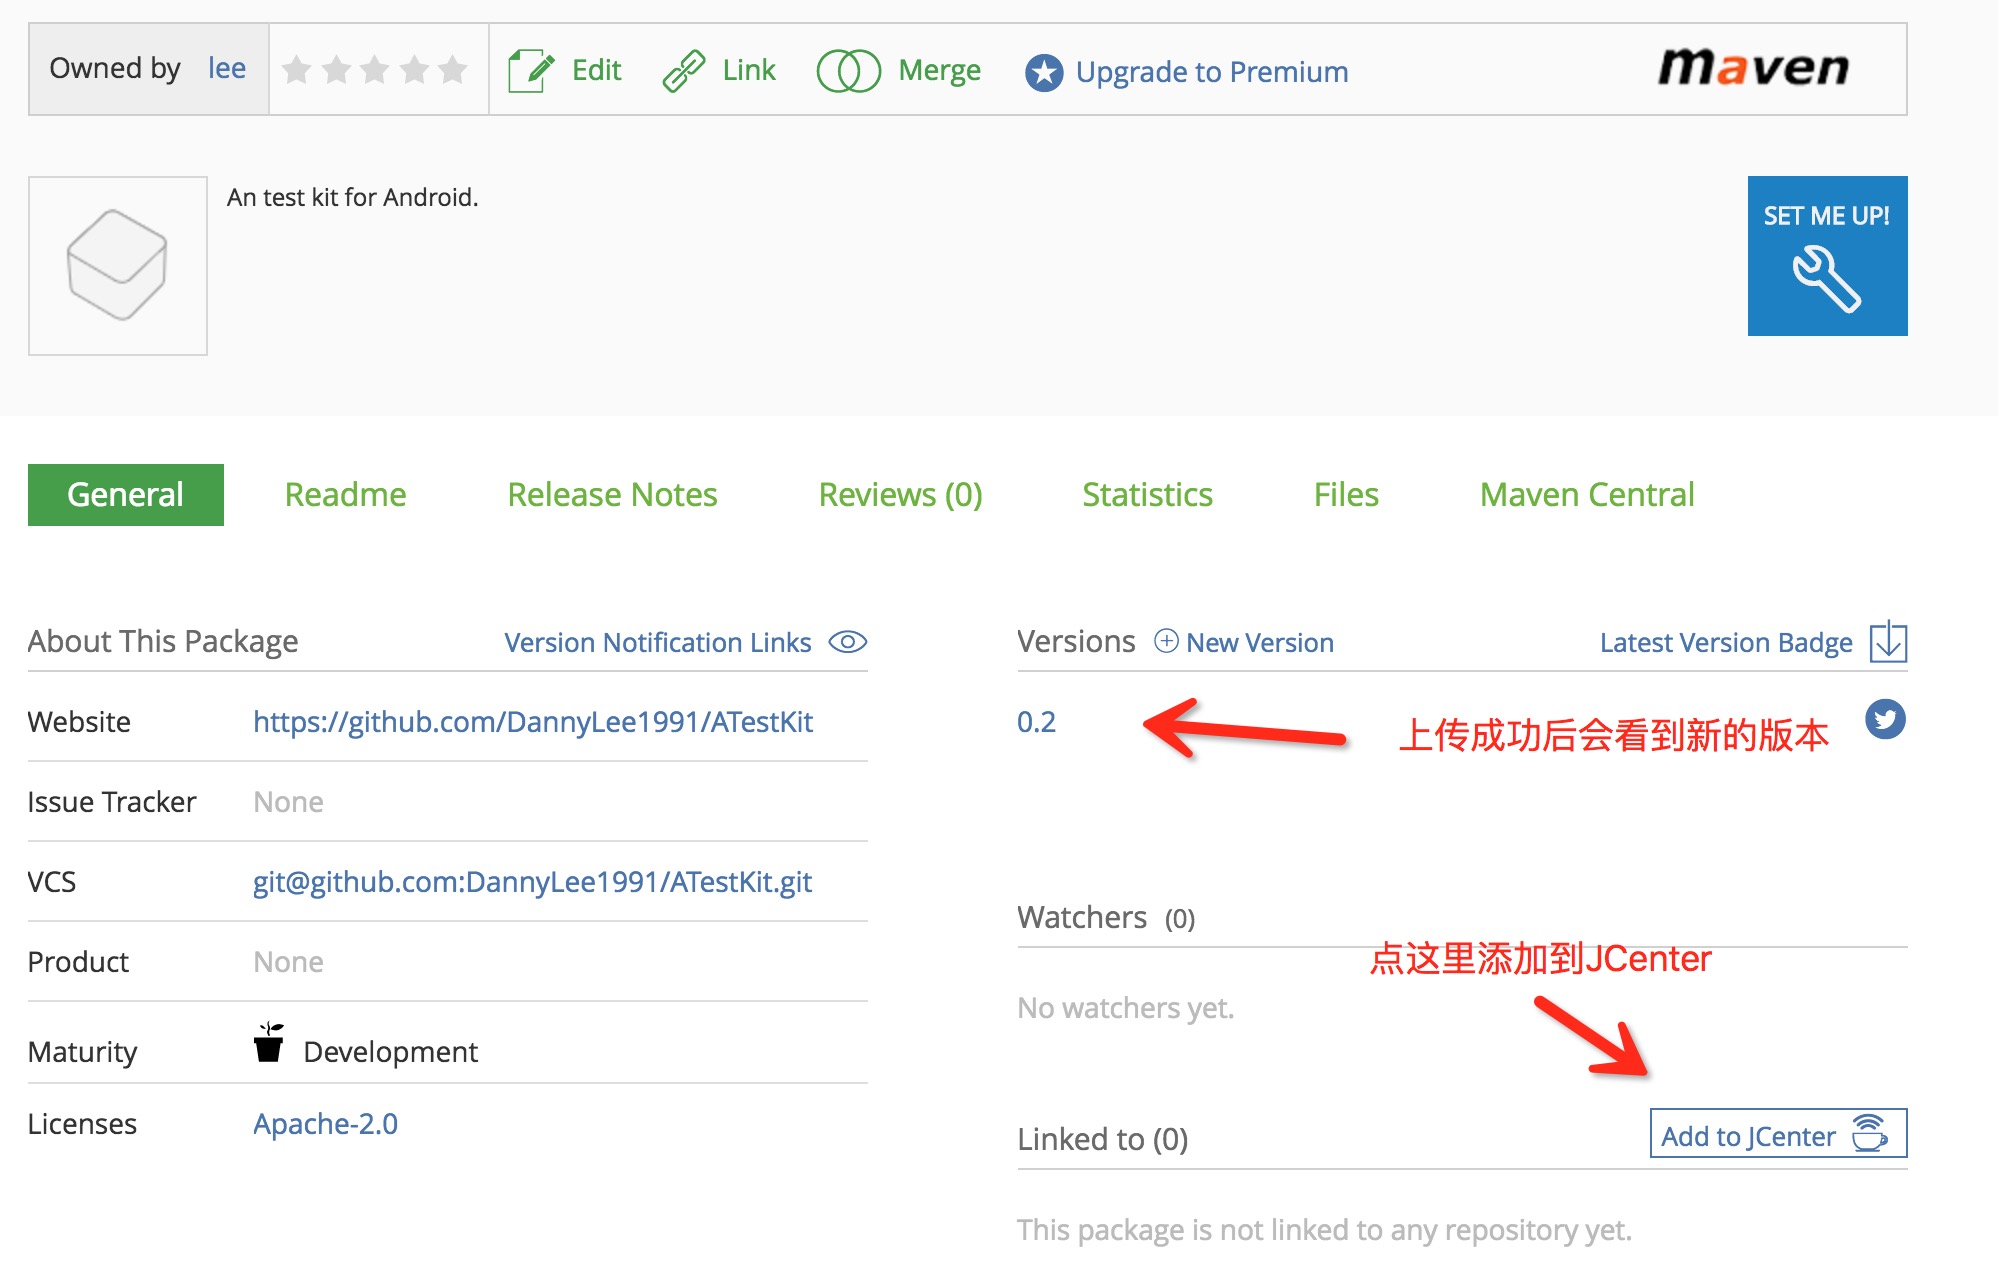 Owned by lee Edit Link Merge Upgrade to Premium maven
An test kit for Android.
SET ME UP!
General Readme Release Notes Reviews (0) Statistics Files Maven Central
About This Package Version Notification Links
Website https://github.com/DannyLee1991/ATestKit
Issue Tracker None
VCS git@github.com:DannyLee1991/ATestKit.git
Product None
Maturity Development
Licenses Apache-2.0
Versions New Version Latest Version Badge
0.2 上传成功后会看到新的版本
Watchers (0)
点这里添加到JCenter
No watchers yet.
Linked to (0) Add to JCenter
This package is not linked to any repository yet.